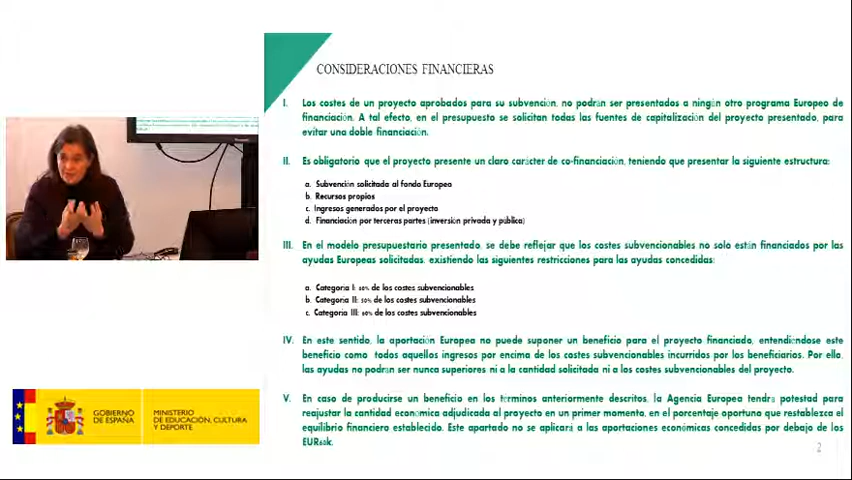 CONSIDERACIONES FINANCIERAS
I. Los costes de un proyecto aprobados para su subvención, no podrán ser presentados a ningún otro programa Europeo de
financiación. A tal efecto, en el presupuesto se solicitan todas las fuentes de capitalización del proyecto presentado, para
evitar una doble financiación.
II. Es obligatorio que el proyecto presente un claro carácter de co-financiación, teniendo que presentar la siguiente estructura:
a. Subvención solicitada al fondo Europeo
b. Recursos propios
c. Ingresos generados por el proyecto
d. Financiación por terceras partes (inversión privada y pública)
III. En el modelo presupuestario presentado, se debe reflejar que los costes subvencionables no solo están financiados por las
ayudas Europeas solicitadas, existiendo las siguientes restricciones para las ayudas concedidas:
a. Categoría I: de los costes subvencionables
b. Categoría II: 50% de los costes subvencionables
c. Categoría III: 60% de los costes subvencionables
IV. En este sentido, la aportación Europea no puede suponer un beneficio para el proyecto financiado, entendiéndose este
beneficio como todos aquellos ingresos por encima de los costes subvencionables incurridos por los beneficiarios. Por ello,
las ayudas no podrán ser nunca superiores ni a la cantidad solicitada ni a los costes subvencionables del proyecto.
V. En caso de producirse un beneficio en los términos anteriormente descritos, la Agencia Europea tendrá potestad para
reajustar la cantidad económica adjudicada al proyecto en un primer momento, en el porcentaje oportuno que restablezca el
equilibrio financiero establecido. Este apartado no se aplicará a las aportaciones económicas concedidas por debajo de los
EUR60k.
2
GOBIERNO
DE ESPAÑA
MINISTERIO
DE EDUCACIÓN, CULTURA
Y DEPORTE